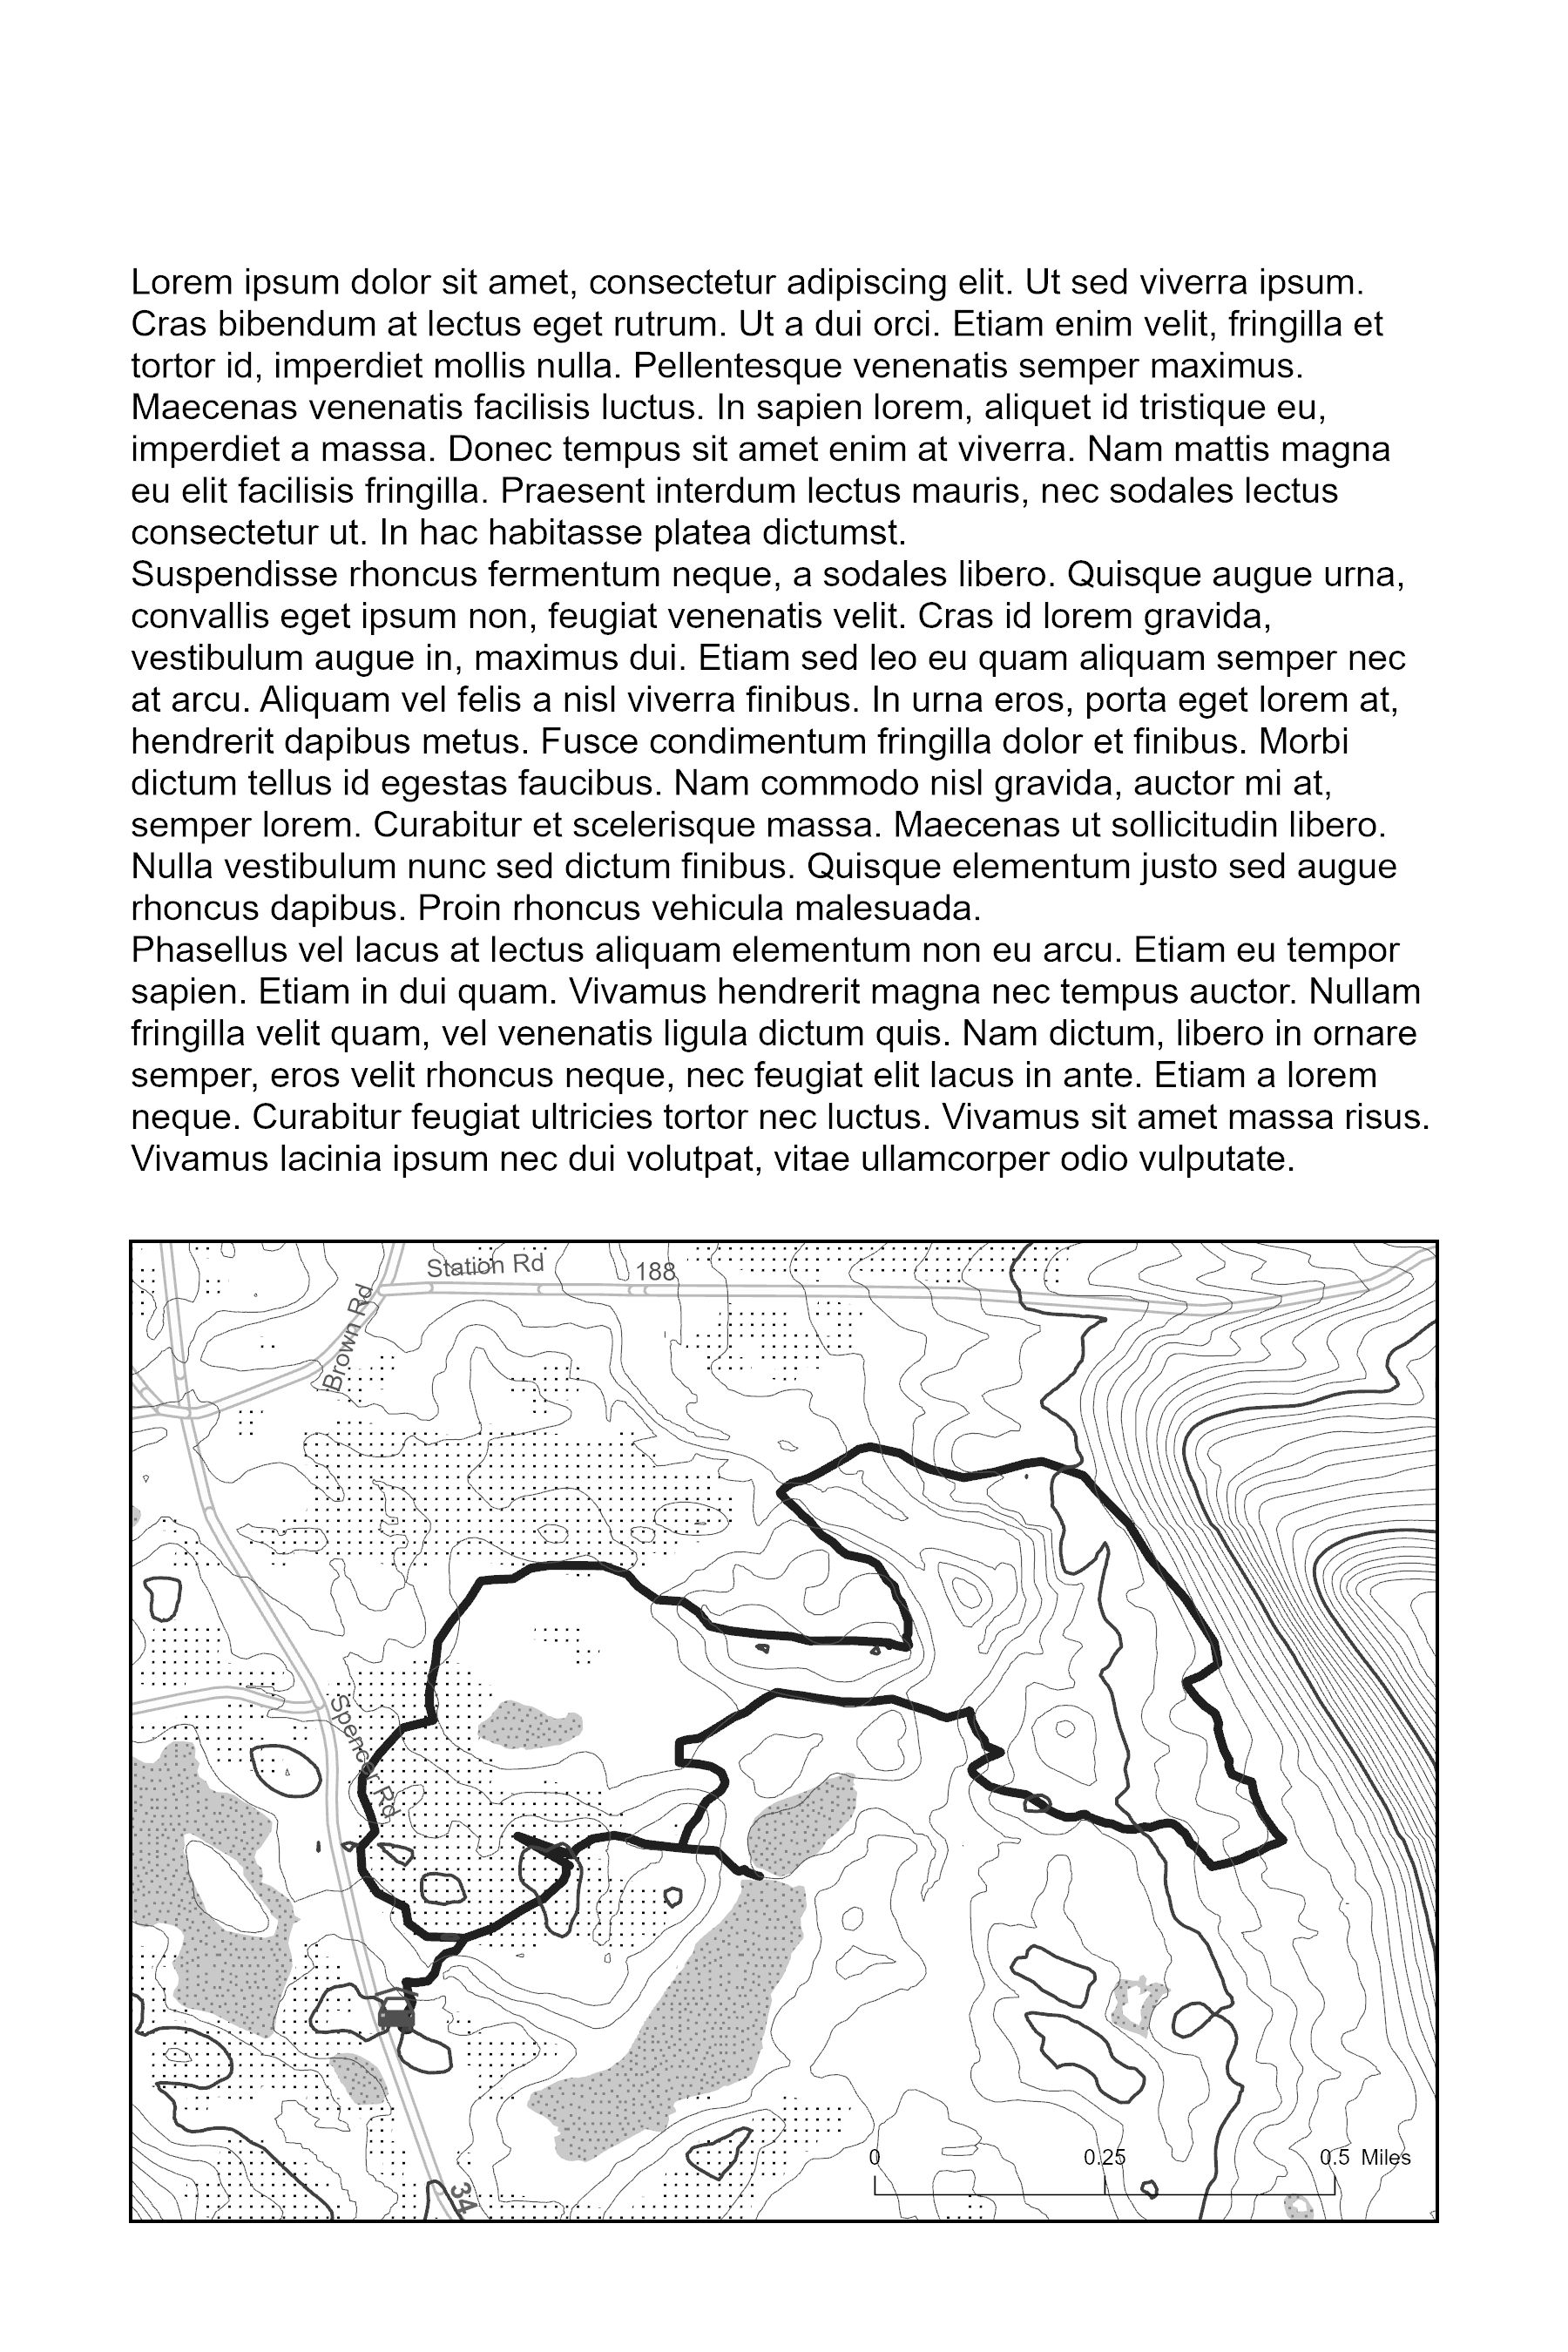 Lorem ipsum dolor sit amet, consectetur adipiscing elit. Ut sed viverra ipsum.
Cras bibendum at lectus eget rutrum. Ut a dui orci. Etiam enim velit, fringilla et
tortor id, imperdiet mollis nulla. Pellentesque venenatis semper maximus.
Maecenas venenatis facilisis luctus. In sapien lorem, aliquet id tristique eu,
imperdiet a massa. Donec tempus sit amet enim at viverra. Nam mattis magna
eu elit facilisis fringilla. Praesent interdum lectus mauris, nec sodales lectus
consectetur ut. In hac habitasse platea dictumst.
Suspendisse rhoncus fermentum neque, a sodales libero. Quisque augue urna,
convallis eget ipsum non, feugiat venenatis velit. Cras id lorem gravida,
vestibulum augue in, maximus dui. Etiam sed leo eu quam aliquam semper nec
at arcu. Aliquam vel felis a nisl viverra finibus. In urna eros, porta eget lorem at,
hendrerit dapibus metus. Fusce condimentum fringilla dolor et finibus. Morbi
dictum tellus id egestas faucibus. Nam commodo nisl gravida, auctor mi at,
semper lorem. Curabitur et scelerisque massa. Maecenas ut sollicitudin libero.
Nulla vestibulum nunc sed dictum finibus. Quisque elementum justo sed augue
rhoncus dapibus. Proin rhoncus vehicula malesuada.
Phasellus vel lacus at lectus aliquam elementum non eu arcu. Etiam eu tempor
sapien. Etiam in dui quam. Vivamus hendrerit magna nec tempus auctor. Nullam
fringilla velit quam, vel venenatis ligula dictum quis. Nam dictum, libero in ornare
semper, eros velit rhoncus neque, nec feugiat elit lacus in ante. Etiam a lorem
neque. Curabitur feugiat ultricies tortor nec luctus. Vivamus sit amet massa risus.
Vivamus lacinia ipsum nec dui volutpat, vitae ullamcorper odio vulputate.
Station Rd
188
Brown Rd
Spencer Rd
34
0 0.25 0.5 Miles